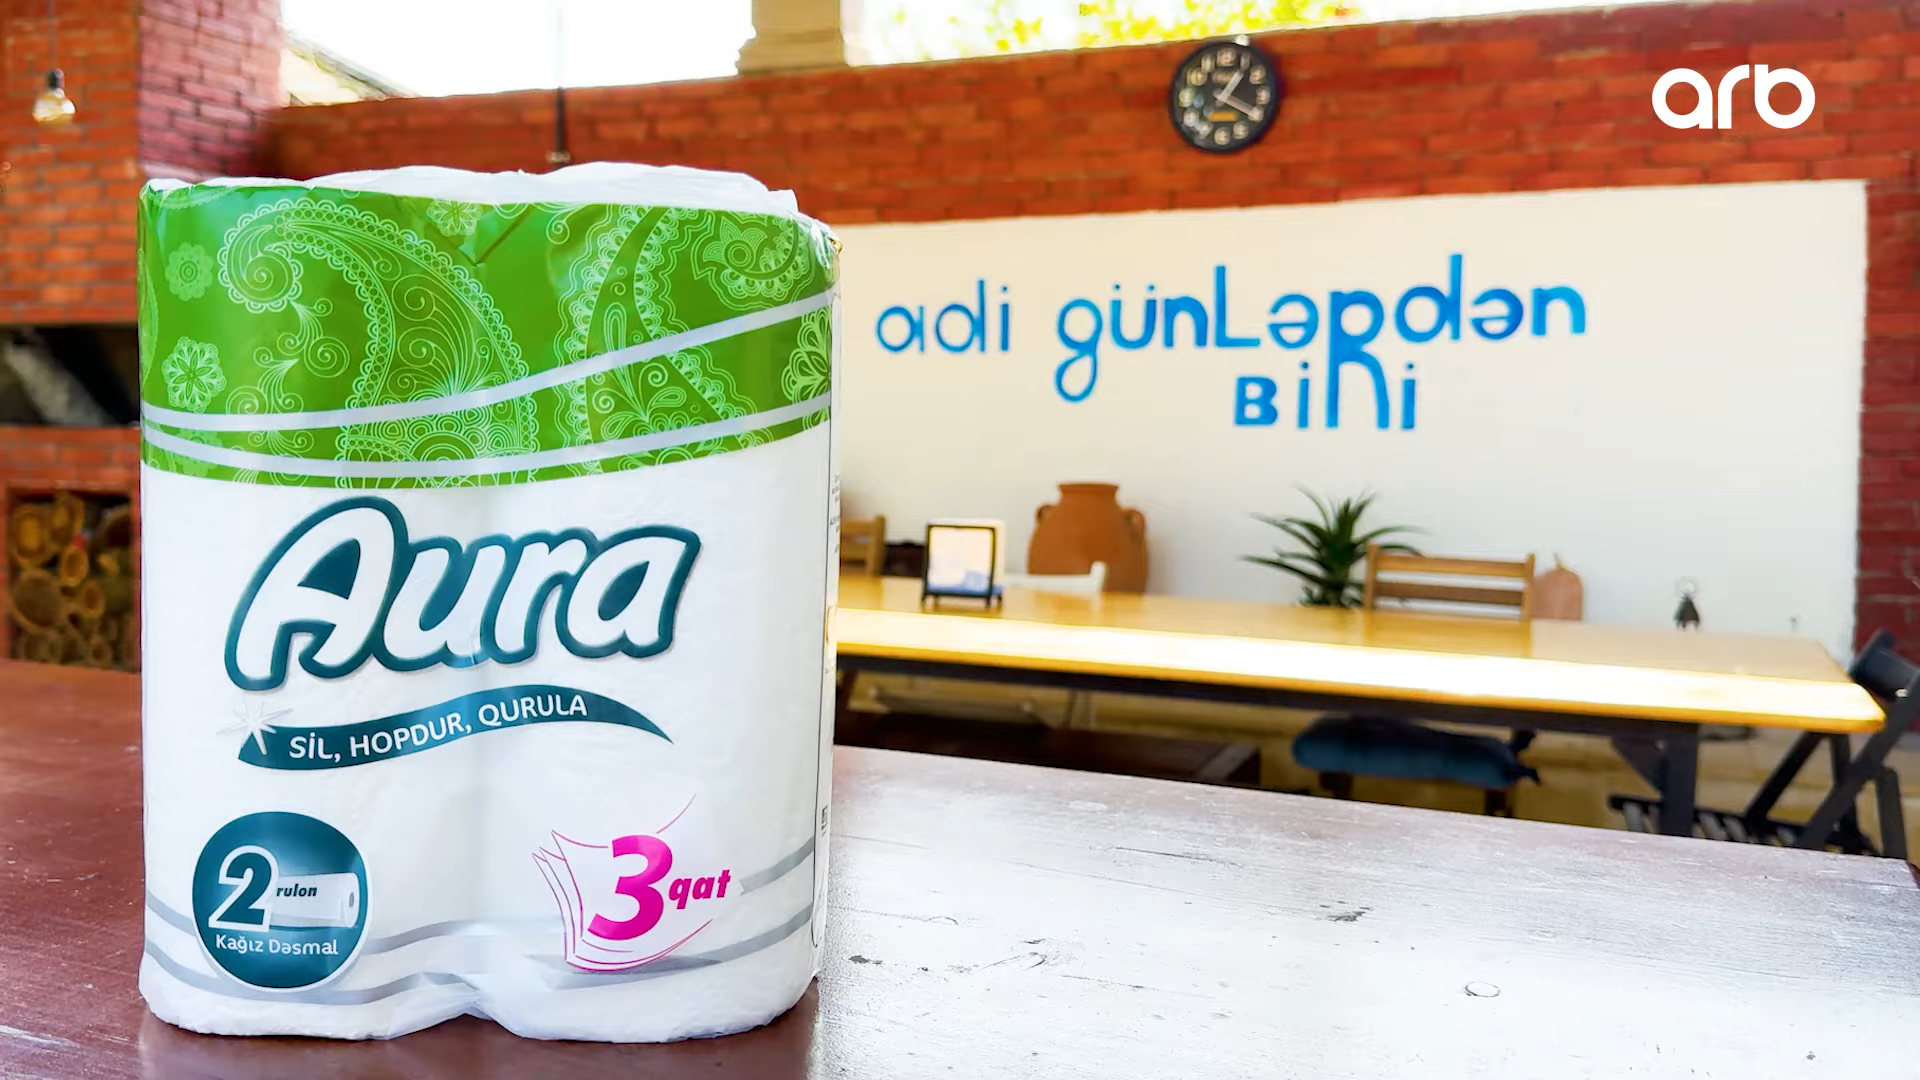 arb
adi günLəRdən
BiRi
Aura
SİL, HOPDUR, QURULA
2 rulon
Kağız Dəsmal
3 qat